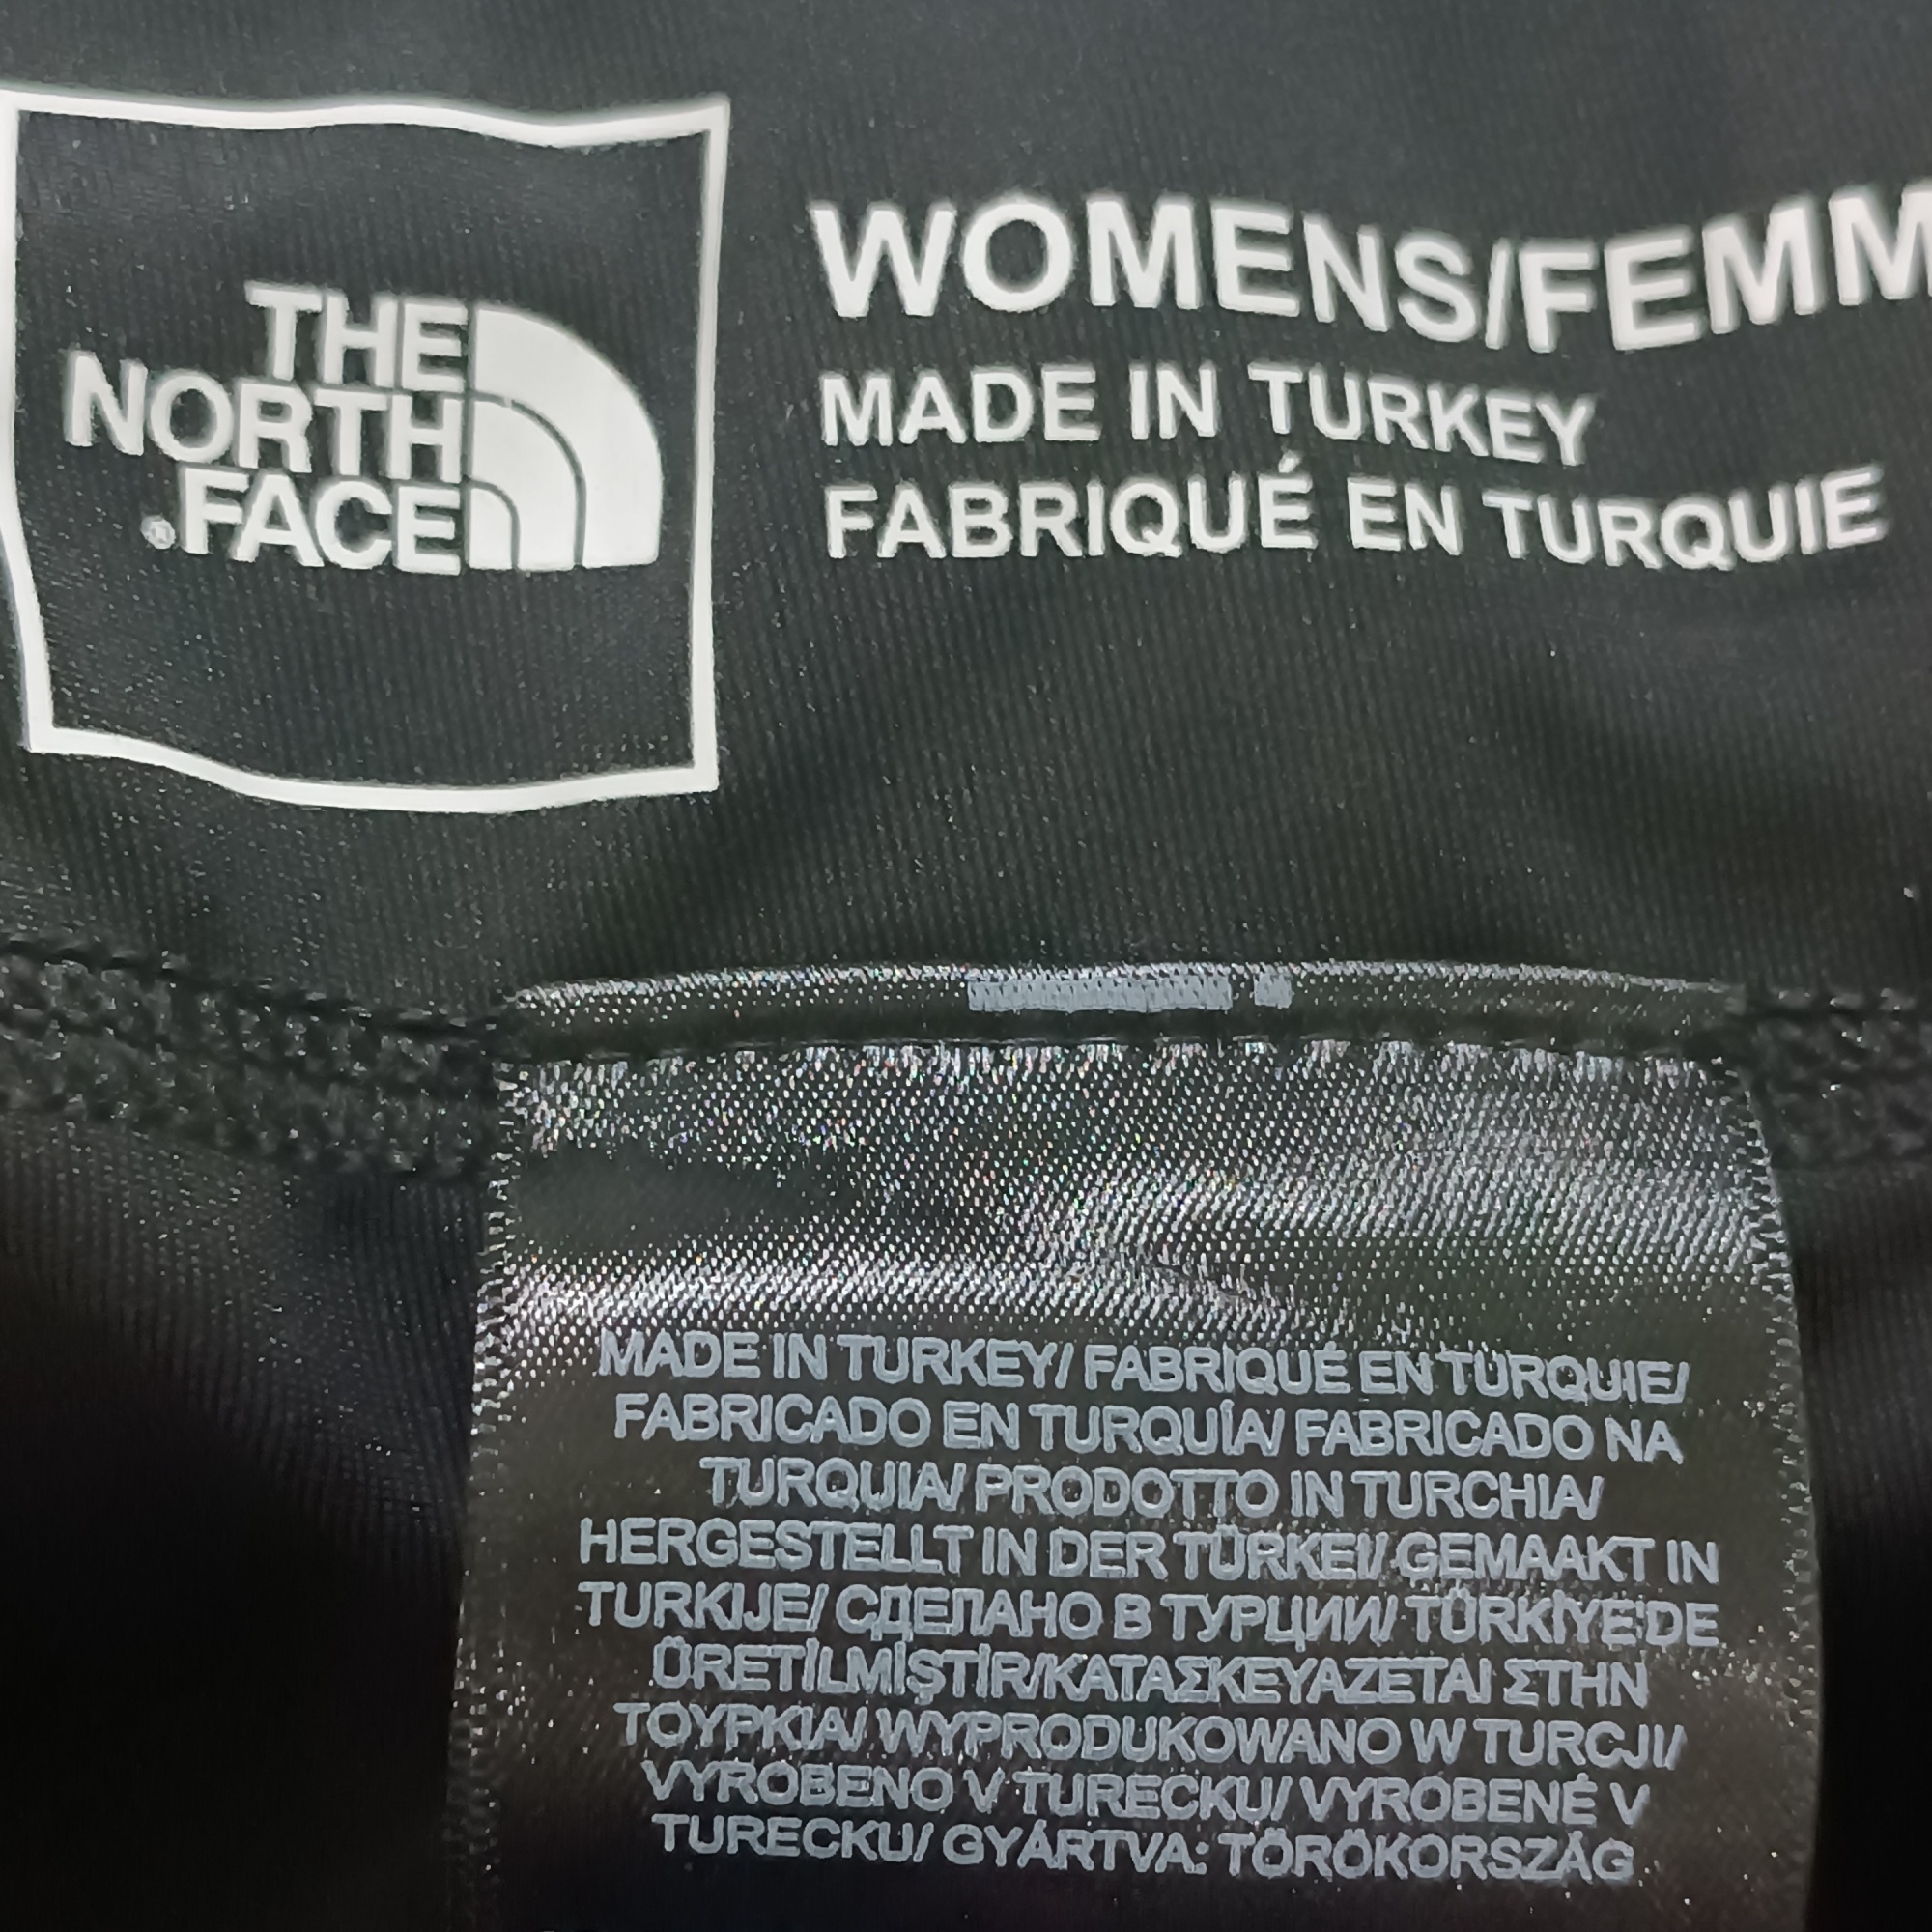 THE
NORTH
FACE
®
WOMENS/FEMM
MADE IN TURKEY
FABRIQUÉ EN TURQUIE
MADE IN TURKEY/ FABRIQUÉ EN TURQUIE/
FABRICADO EN TURQUÍA/ FABRICADO NA
TURQUIA/ PRODOTTO IN TURCHIA/
HERGESTELLT IN DER TÜRKEI/ GEMAAKT IN
TURKIJE/ СДЕЛАНО В ТУРЦИИ/ TÜRKİYE'DE
ÜRETİLMİŞTİR/ΚΑΤΑΣΚΕΥΑΖΕΤΑΙ ΣΤΗΝ
ΤΟΥΡΚΙΑ/ WYPRODUKOWANO W TURCJI/
VYROBENO V TURECKU/ VYROBENÉ V
TURECKU/ GYÁRTVA: TÖRÖKORSZÁG